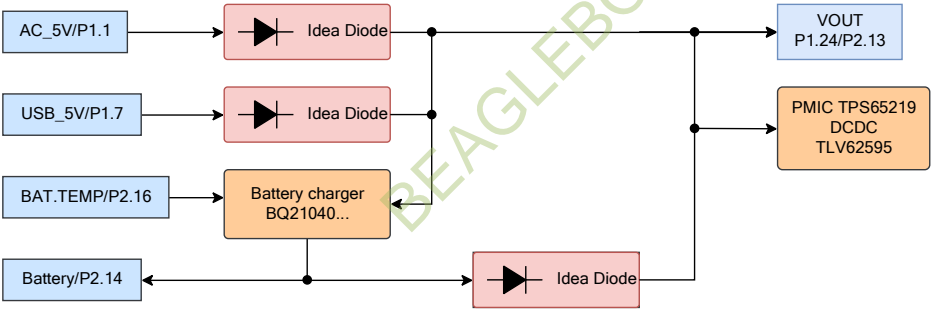 AC_5V/P1.1
Idea Diode
VOUT
P1.24/P2.13
USB_5V/P1.7
Idea Diode
PMIC TPS65219
DCDC
TLV62595
BAT.TEMP/P2.16
Battery charger
BQ21040...
Battery/P2.14
Idea Diode
BEAGLEBO